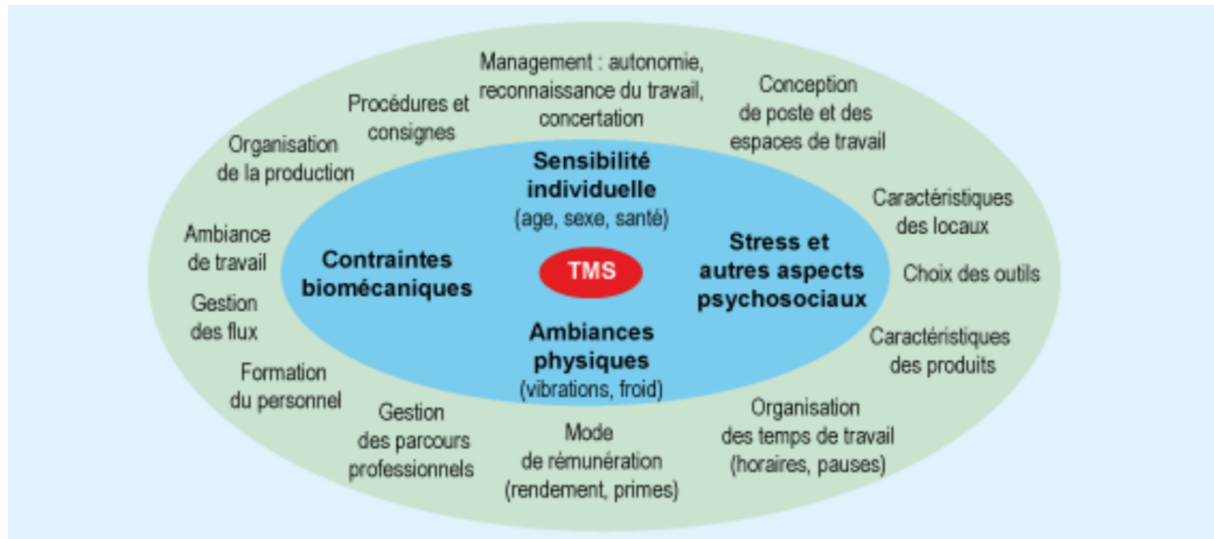 Management : autonomie,
reconnaissance du travail,
concertation
Conception
de poste et des
espaces de travail
Procédures et
consignes
Organisation
de la production
Sensibilité
individuelle
(age, sexe, santé)
Caractéristiques
des locaux
Ambiance
de travail
Contraintes
biomécaniques
TMS
Stress et
autres aspects
psychosociaux
Choix des outils
Gestion
des flux
Ambiances
physiques
(vibrations, froid)
Caractéristiques
des produits
Formation
du personnel
Gestion
des parcours
professionnels
Mode
de rémunération
(rendement, primes)
Organisation
des temps de travail
(horaires, pauses)